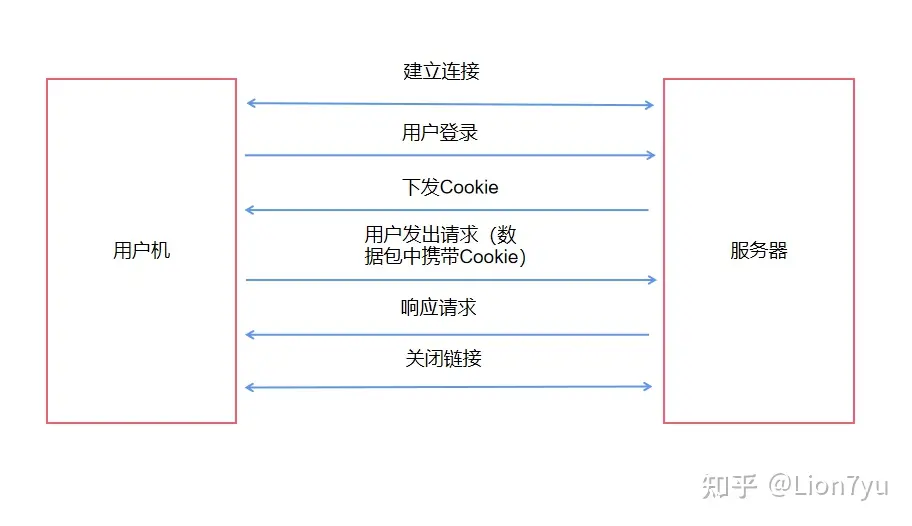 建立连接
用户登录
下发Cookie
用户机
用户发出请求（数
据包中携带Cookie）
服务器
响应请求
关闭链接
知乎 @Lion7yu